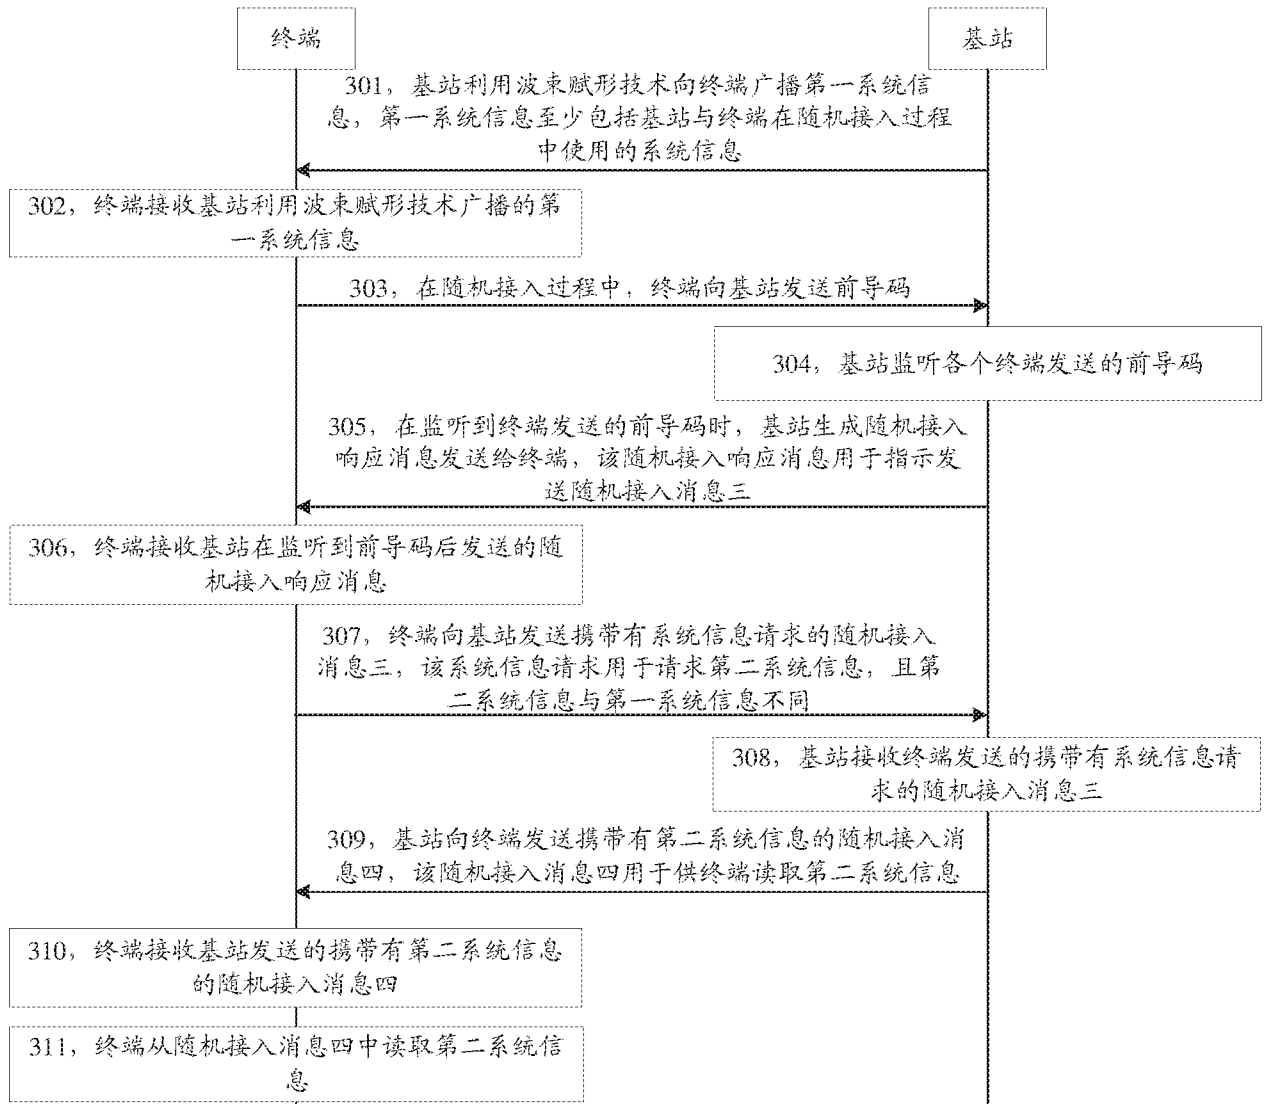 终端
基站
301，基站利用波束赋形技术向终端广播第一系统信
息，第一系统信息至少包括基站与终端在随机接入过程
中使用的系统信息
302，终端接收基站利用波束赋形技术广播的第
一系统信息
303，在随机接入过程中，终端向基站发送前导码
304，基站监听各个终端发送的前导码
305，在监听到终端发送的前导码时，基站生成随机接入
响应消息发送给终端，该随机接入响应消息用于指示发
送随机接入消息三
306，终端接收基站在监听到前导码后发送的随
机接入响应消息
307，终端向基站发送携带有系统信息请求的随机接入
消息三，该系统信息请求用于请求第二系统信息，且第
二系统信息与第一系统信息不同
308，基站接收终端发送的携带有系统信息请
求的随机接入消息三
309，基站向终端发送携带有第二系统信息的随机接入消
息四，该随机接入消息四用于供终端读取第二系统信息
310，终端接收基站发送的携带有第二系统信息
的随机接入消息四
311，终端从随机接入消息四中读取第二系统信
息